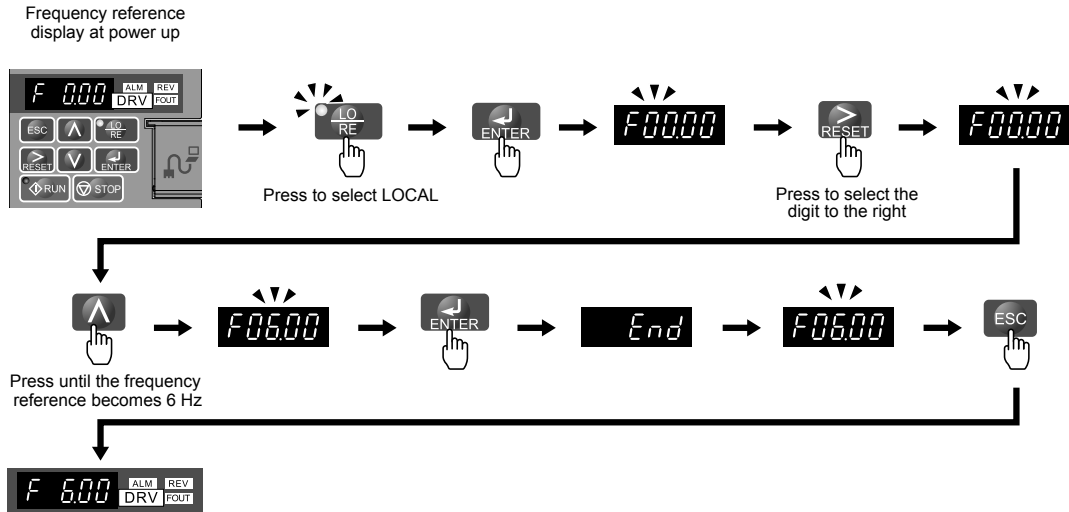 Frequency reference
display at power up
F 0.00
ALM REV
DRV FOUT
ESC
LO
RE
RESET
ENTER
RUN
STOP
LO
RE
Press to select LOCAL
ENTER
F00.00
RESET
Press to select the
digit to the right
F00.00
Press until the frequency
reference becomes 6 Hz
F06.00
ENTER
End
F06.00
ESC
F 6.00
ALM REV
DRV FOUT